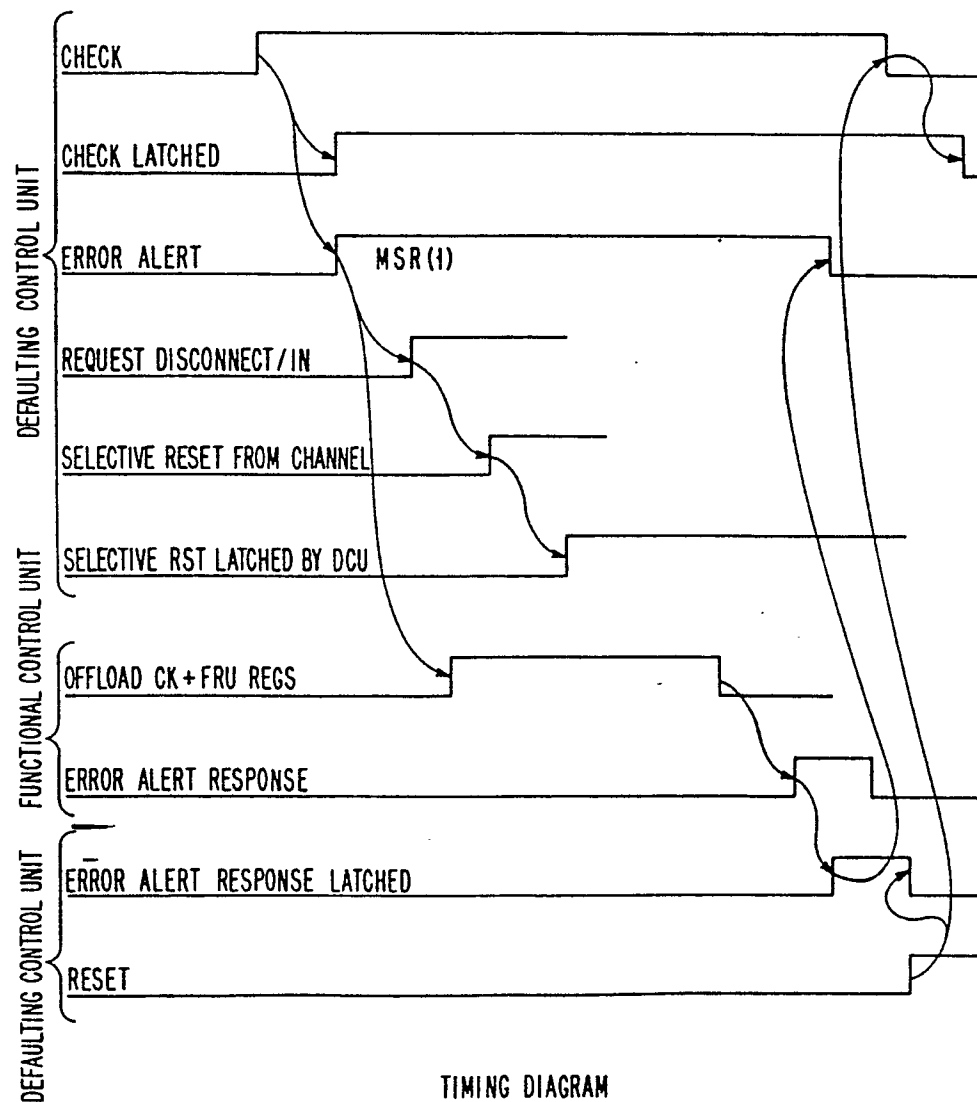 DEFAULTING CONTROL UNIT
CHECK
CHECK LATCHED
ERROR ALERT
MSR(1)
REQUEST DISCONNECT/IN
SELECTIVE RESET FROM CHANNEL
SELECTIVE RST LATCHED BY DCU
FUNCTIONAL CONTROL UNIT
OFFLOAD CK+FRU REGS
ERROR ALERT RESPONSE
DEFAULTING CONTROL UNIT
ERROR ALERT RESPONSE LATCHED
RESET
TIMING DIAGRAM